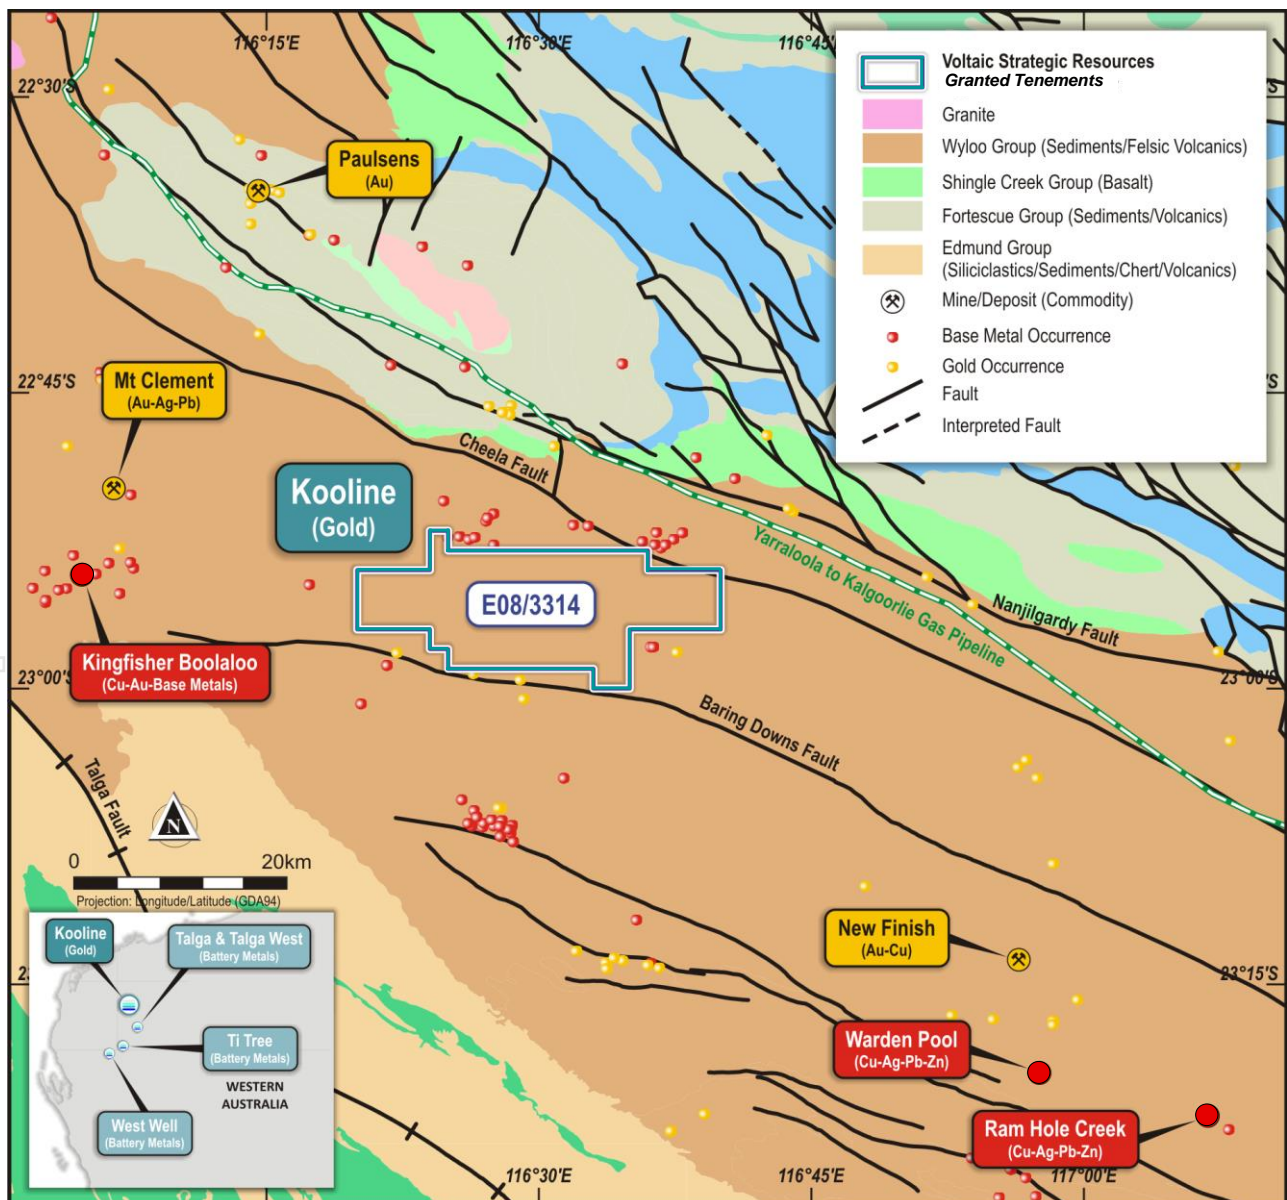 116°15'E
116°30'E
116°45'
22°30'S
Voltaic Strategic Resources
Granted Tenements
Granite
Wyloo Group (Sediments/Felsic Volcanics)
Shingle Creek Group (Basalt)
Fortescue Group (Sediments/Volcanics)
Edmund Group
(Siliciclastics/Sediments/Chert/Volcanics)
Mine/Deposit (Commodity)
Base Metal Occurrence
Gold Occurrence
Fault
Interpreted Fault
Paulsens
(Au)
22°45'S
Mt Clement
(Au-Ag-Pb)
Cheela Fault
Kooline
(Gold)
E08/3314
Yarraloola to Kalgoorlie Gas Pipeline
Nanjilgardy Fault
Kingfisher Boolaloo
(Cu-Au-Base Metals)
23°00'S
23°00'S
Baring Downs Fault
Talga Fault
N
0 20km
Projection: Longitude/Latitude (GDA94)
Kooline
(Gold)
Talga & Talga West
(Battery Metals)
Ti Tree
(Battery Metals)
WESTERN
AUSTRALIA
West Well
(Battery Metals)
New Finish
(Au-Cu)
23°15'S
Warden Pool
(Cu-Ag-Pb-Zn)
Ram Hole Creek
(Cu-Ag-Pb-Zn)
116°30'E
116°45'E
117°00'E